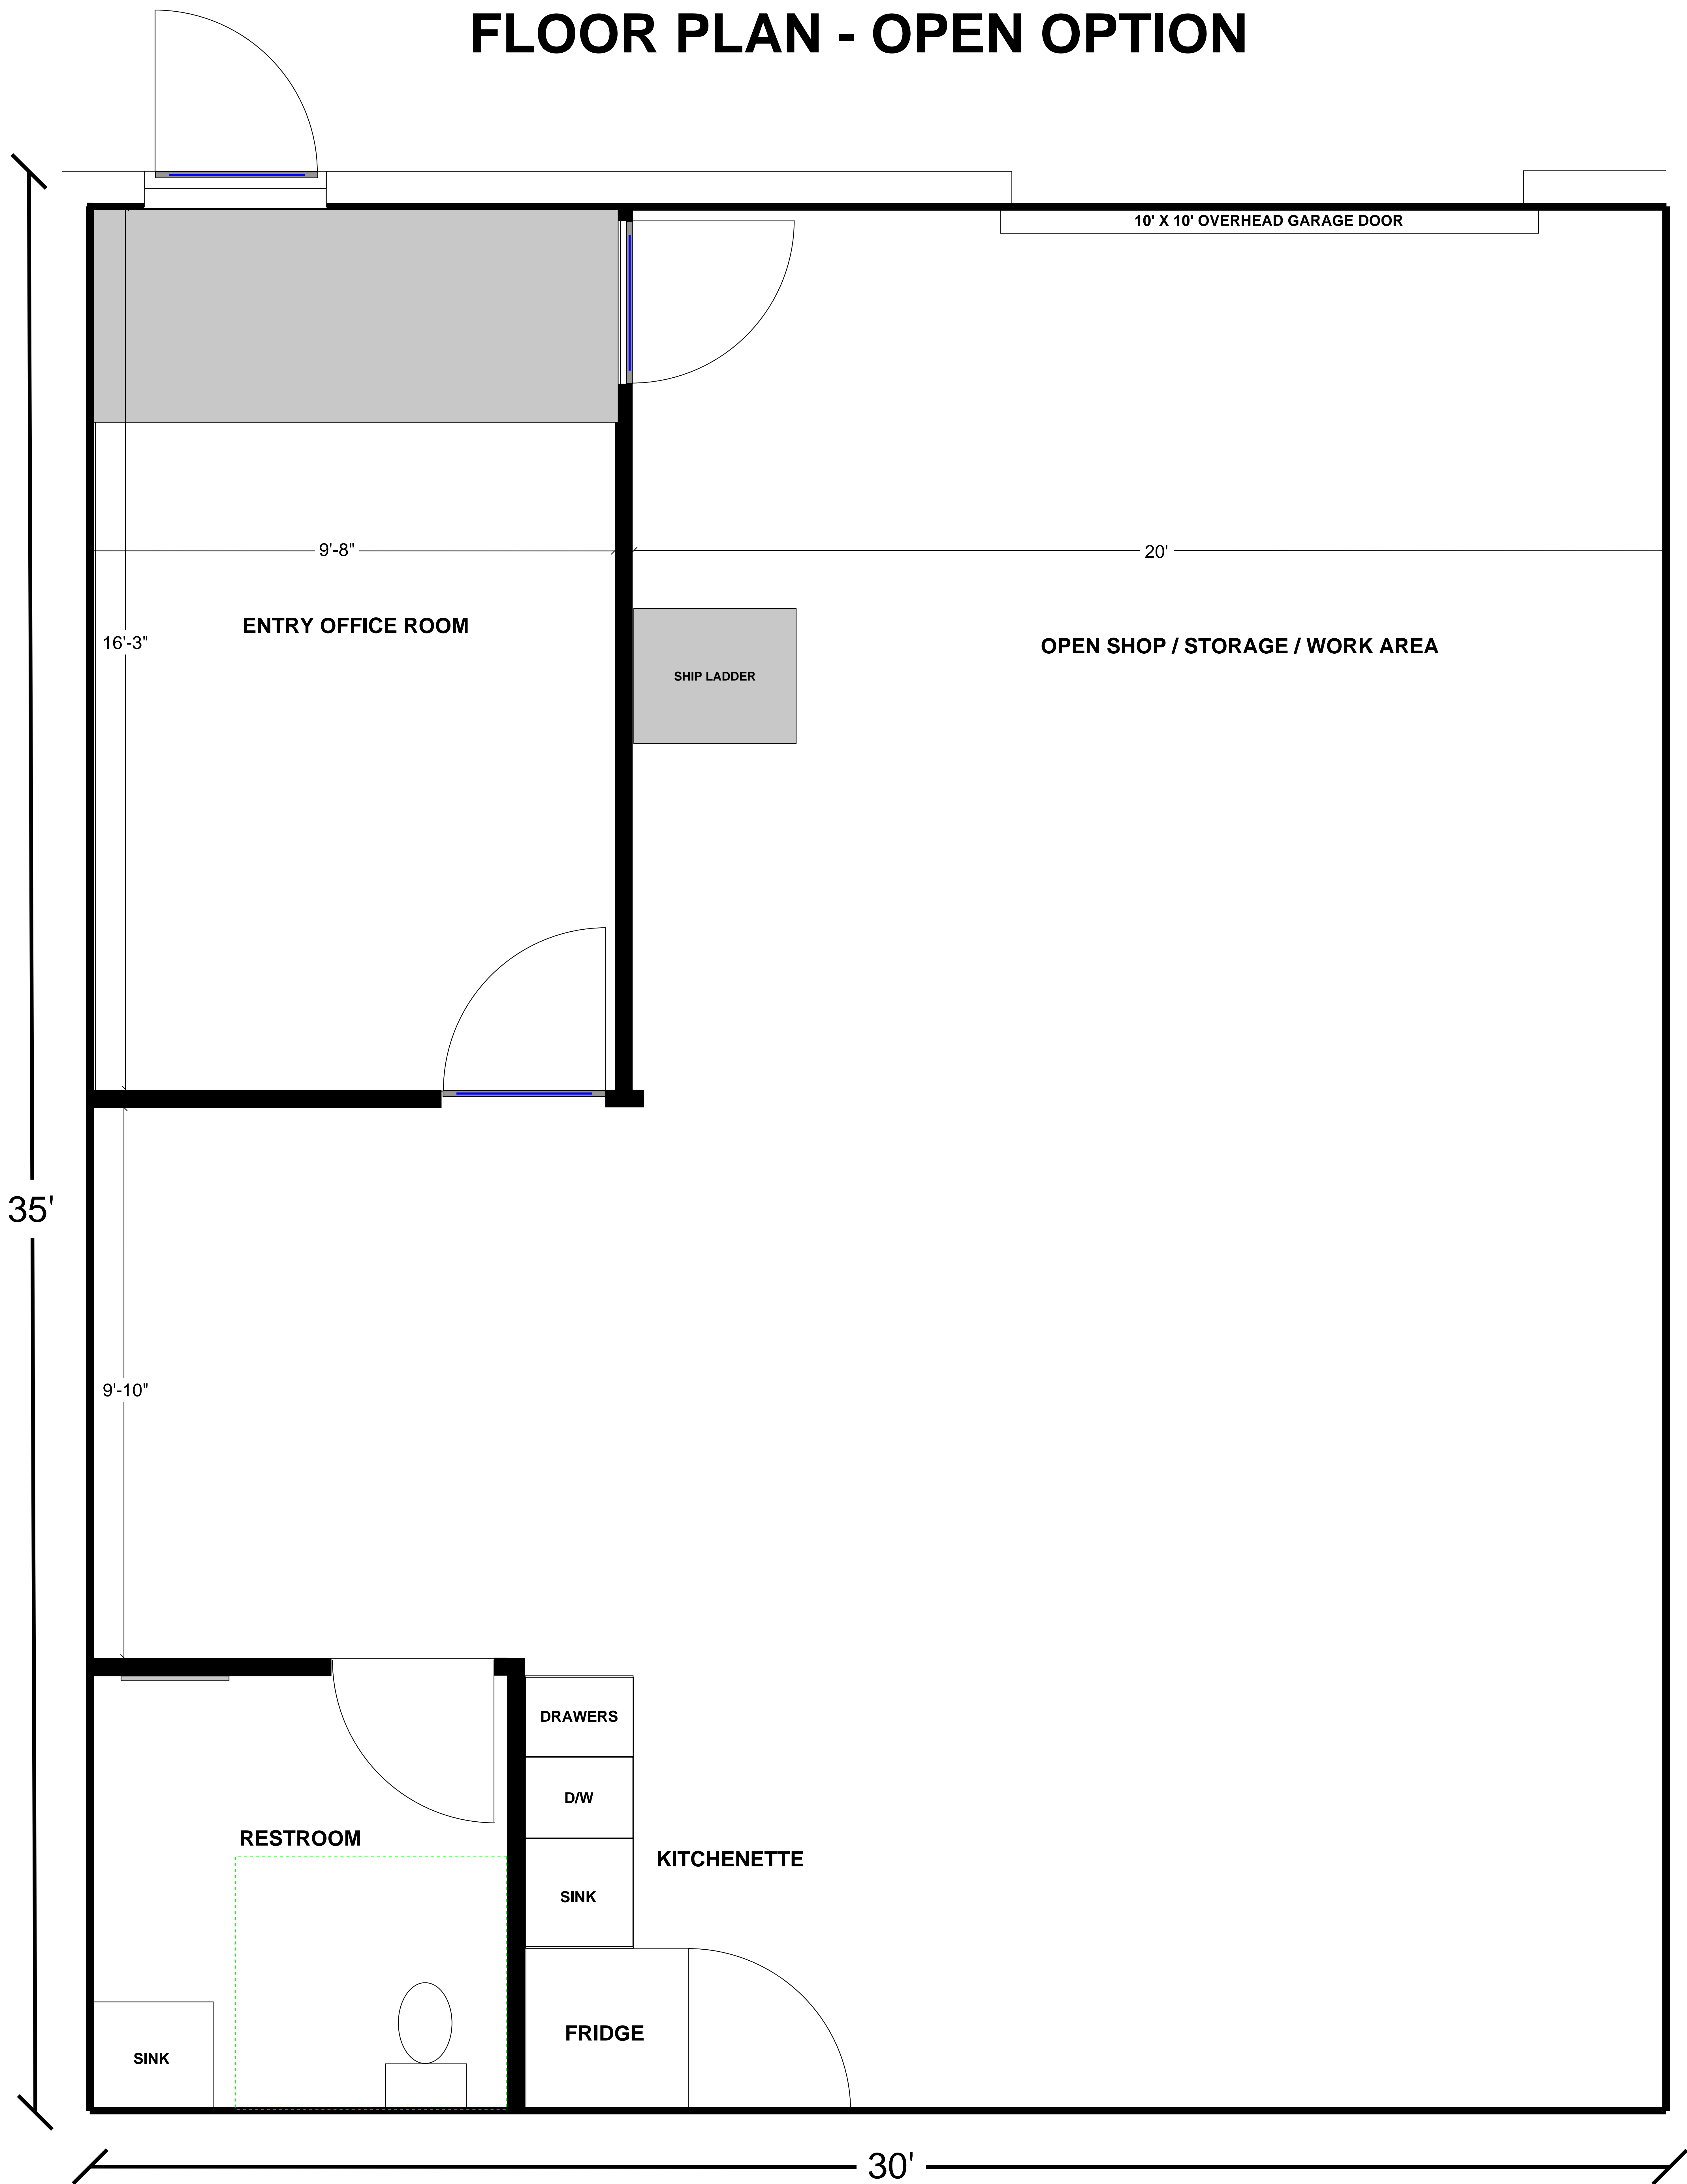 FLOOR PLAN - OPEN OPTION
10' X 10' OVERHEAD GARAGE DOOR
9'-8"
20'
ENTRY OFFICE ROOM
16'-3"
OPEN SHOP / STORAGE / WORK AREA
SHIP LADDER
35'
9'-10"
DRAWERS
D/W
RESTROOM
KITCHENETTE
SINK
FRIDGE
SINK
30'